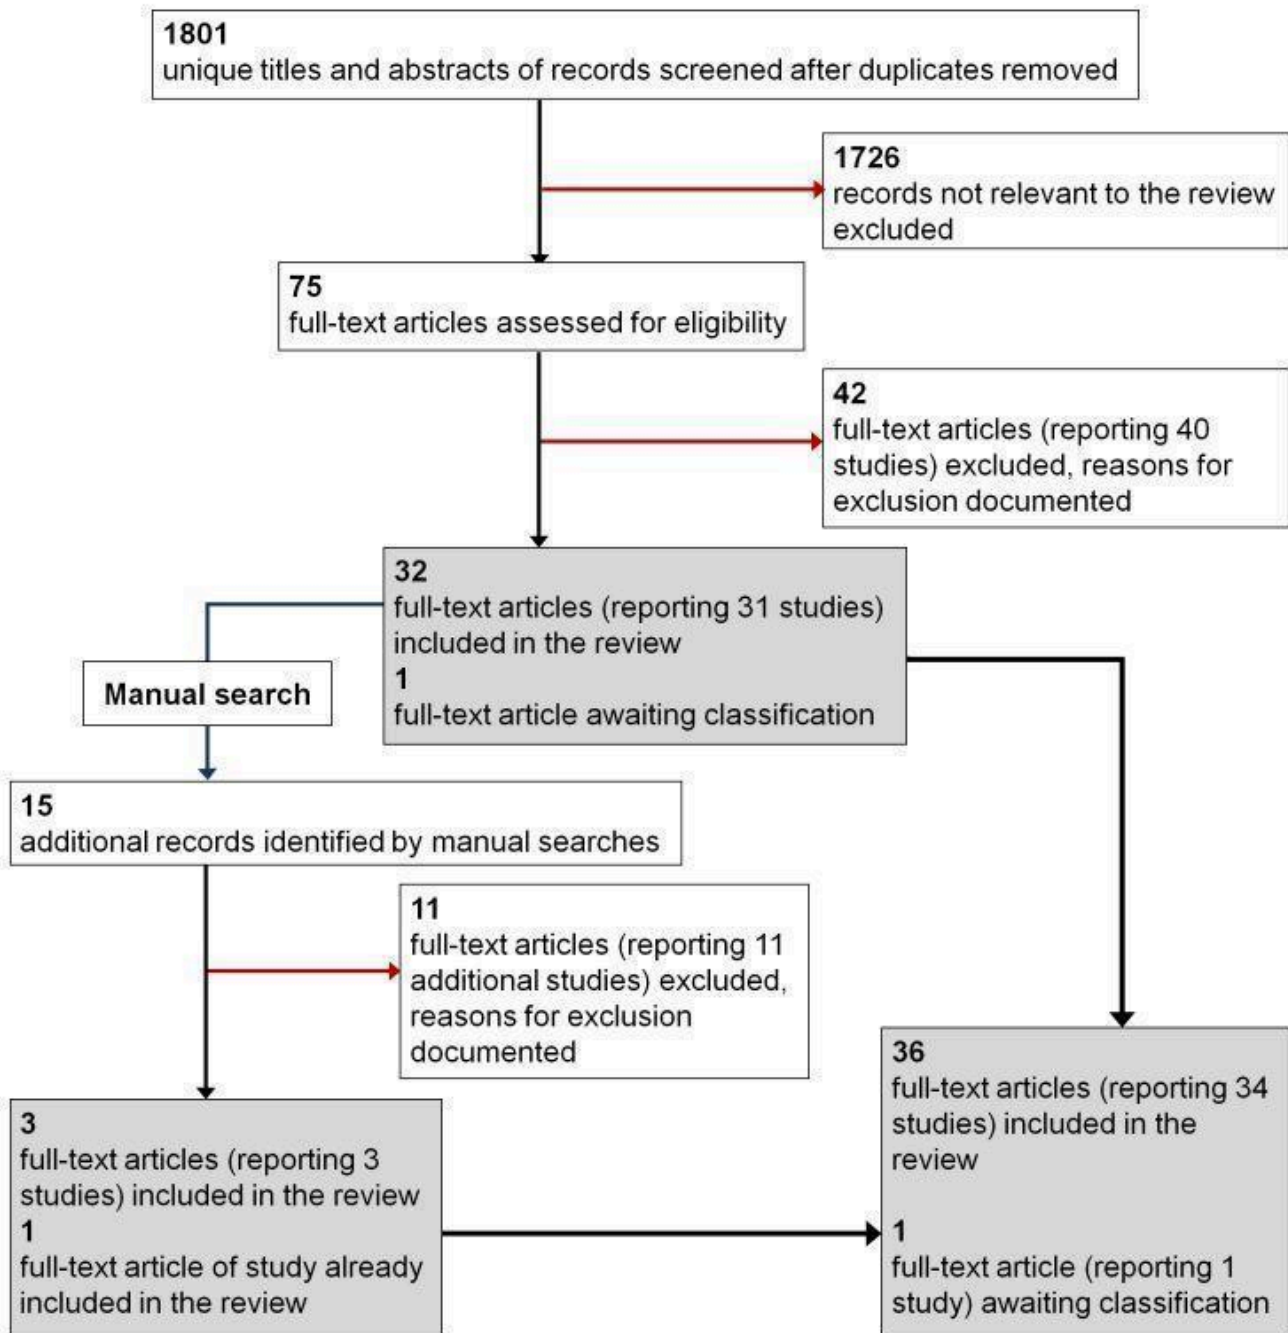 1801
unique titles and abstracts of records screened after duplicates removed
1726
records not relevant to the review
excluded
75
full-text articles assessed for eligibility
42
full-text articles (reporting 40
studies) excluded, reasons for
exclusion documented
32
full-text articles (reporting 31 studies)
included in the review
1
full-text article awaiting classification
Manual search
15
additional records identified by manual searches
11
full-text articles (reporting 11
additional studies) excluded,
reasons for exclusion
documented
3
full-text articles (reporting 3
studies) included in the review
1
full-text article of study already
included in the review
36
full-text articles (reporting 34
studies) included in the
review
1
full-text article (reporting 1
study) awaiting classification